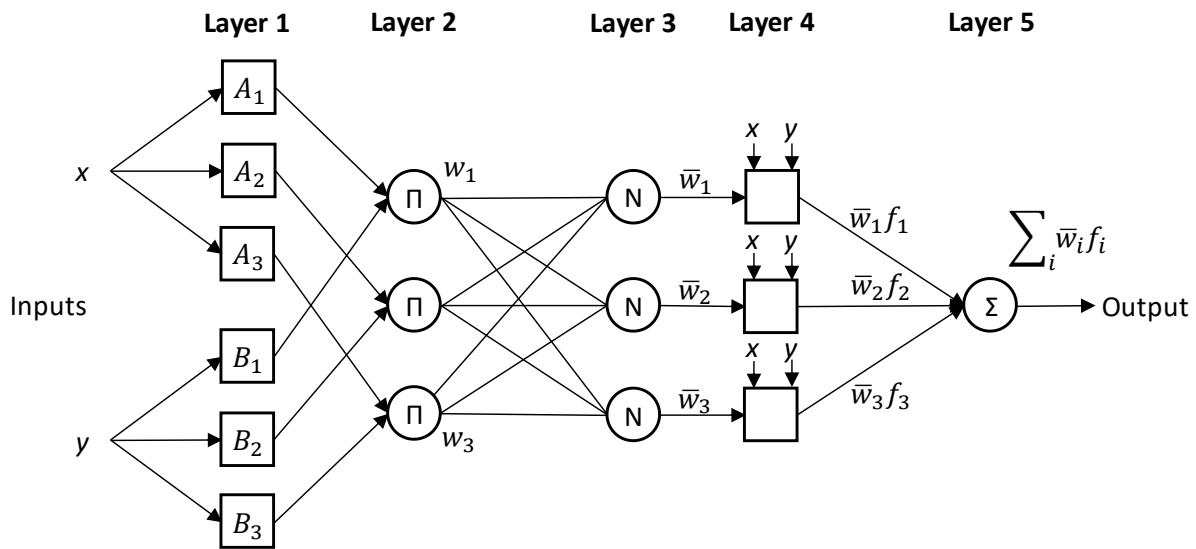 Layer 1 Layer 2 Layer 3 Layer 4 Layer 5
A₁
x y
x A₂ w₁
Π N w̅₁
w̅₁f₁
A₃ ∑ᵢ w̅ᵢfᵢ
x y
Inputs Π N w̅₂ w̅₂f₂ Σ Output
B₁ x y
w̅₃f₃
Π N w̅₃
y B₂ w₃
B₃